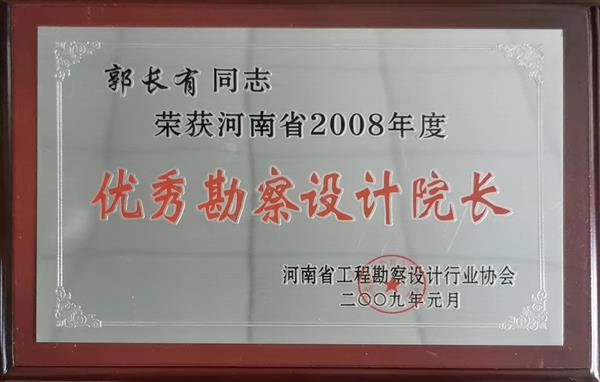 郭长有同志
荣获河南省2008年度
优秀勘察设计院长
河南省工程勘察设计行业协会
二〇〇九年元月